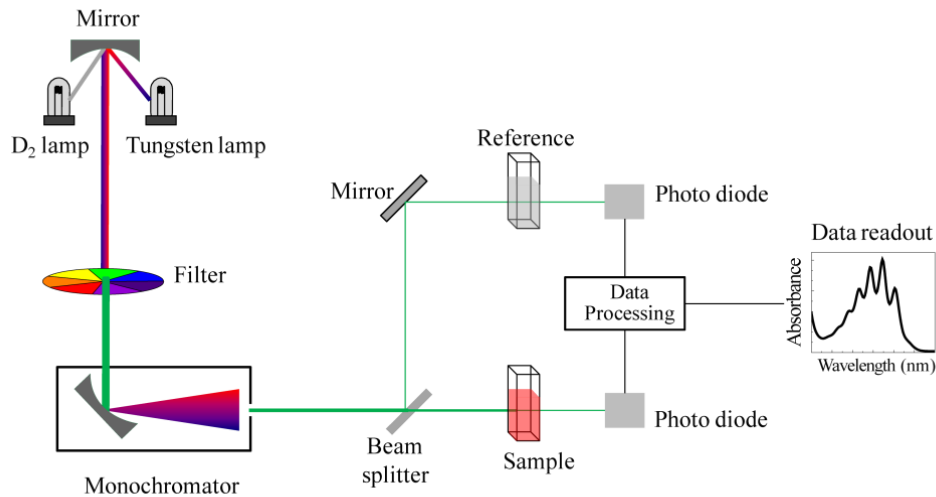 Mirror
D₂ lamp
Tungsten lamp
Filter
Monochromator
Beam
splitter
Mirror
Reference
Sample
Photo diode
Data
Processing
Photo diode
Data readout
Absorbance
Wavelength (nm)